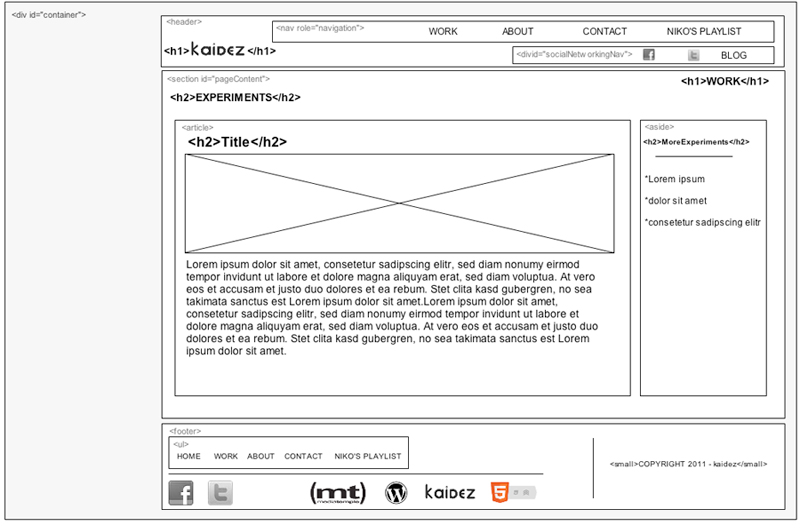 <div id="container">
<header>
<nav role="navigation">
WORK ABOUT CONTACT NIKO'S PLAYLIST
<h1>kaidez</h1>
<divid="socialNetworkingNav"> f t BLOG
<section id="pageContent">
<h1>WORK</h1>
<h2>EXPERIMENTS</h2>
<article>
<h2>Title</h2>
Lorem ipsum dolor sit amet, consetetur sadipscing elitr, sed diam nonumy eirmod
tempor invidunt ut labore et dolore magna aliquyam erat, sed diam voluptua. At vero
eos et accusam et justo duo dolores et ea rebum. Stet clita kasd gubergren, no sea
takimata sanctus est Lorem ipsum dolor sit amet.Lorem ipsum dolor sit amet,
consetetur sadipscing elitr, sed diam nonumy eirmod tempor invidunt ut labore et
dolore magna aliquyam erat, sed diam voluptua. At vero eos et accusam et justo duo
dolores et ea rebum. Stet clita kasd gubergren, no sea takimata sanctus est Lorem
ipsum dolor sit amet.
<aside>
<h2>MoreExperiments</h2>
*Lorem ipsum
*dolor sit amet
*consetetur sadipscing elitr
<footer>
<ul>
HOME WORK ABOUT CONTACT NIKO'S PLAYLIST
<small>COPYRIGHT 2011 - kaidez</small>
f t (mt) W kaidez 5
mediatemple